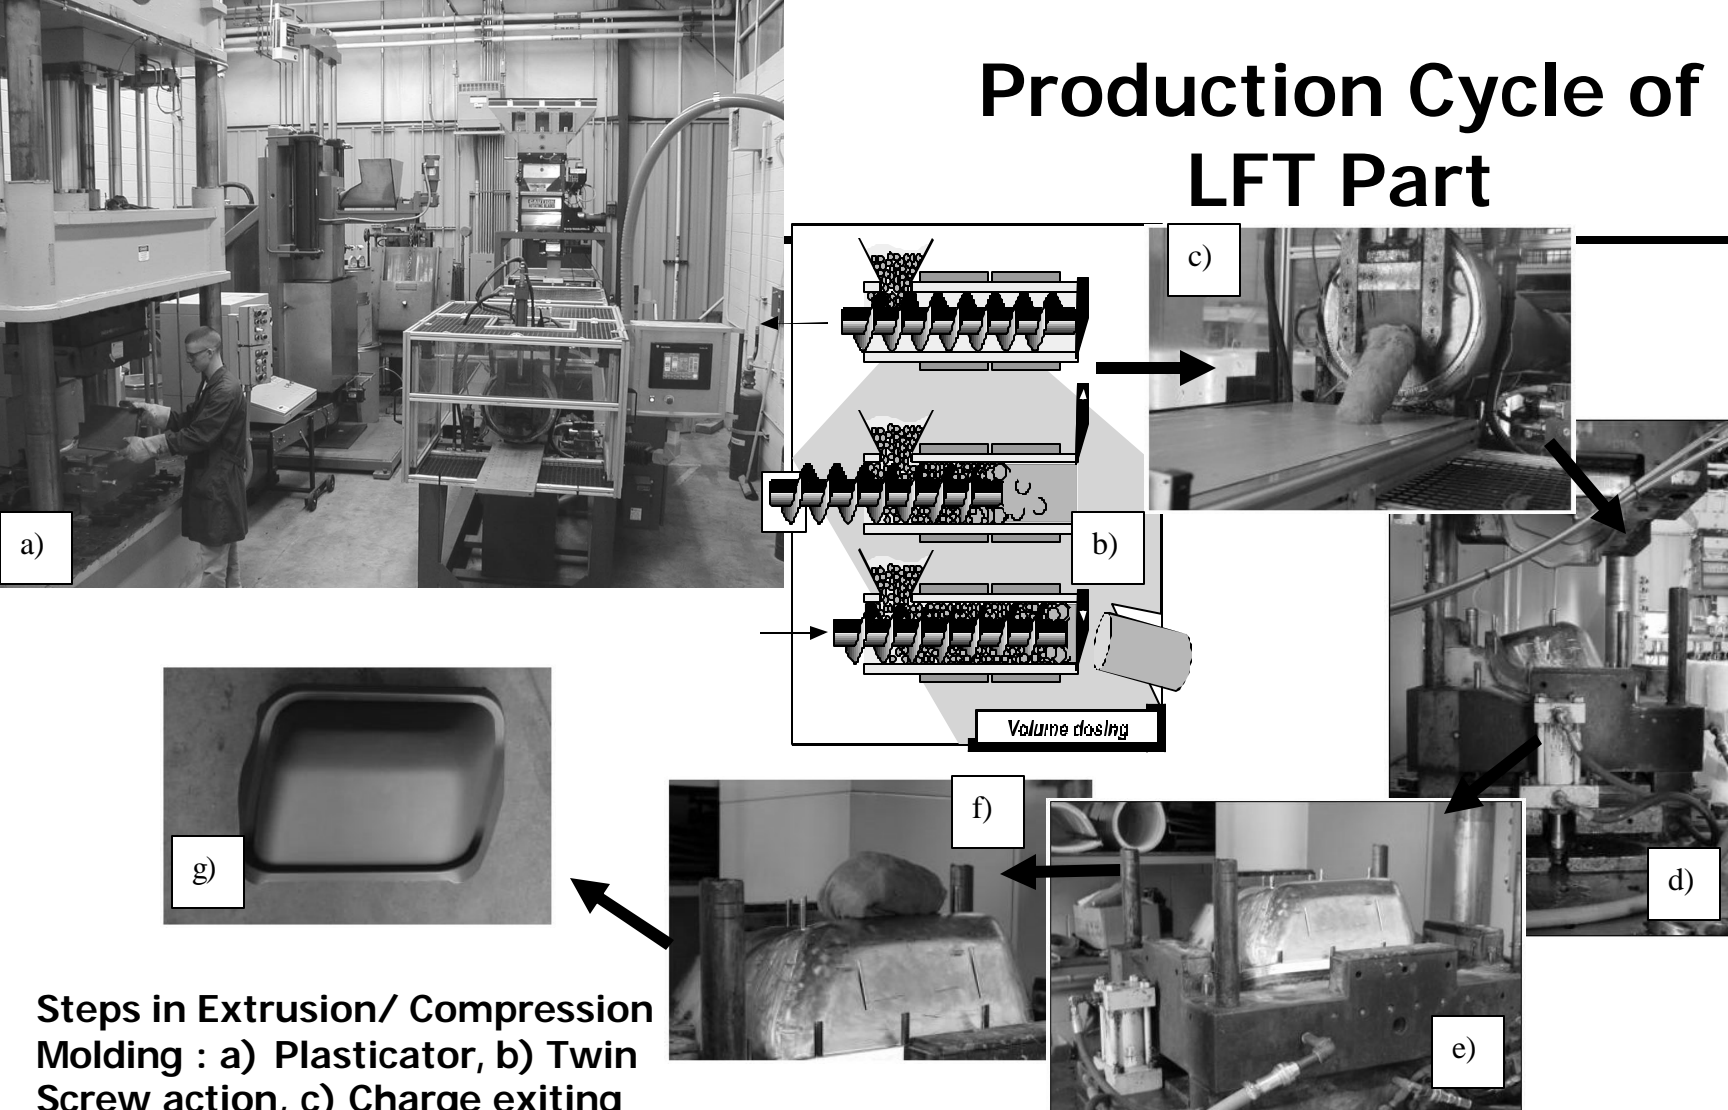 Production Cycle of
LFT Part
a)
b)
c)
d)
e)
f)
g)
Volume dosing
Steps in Extrusion/ Compression
Molding : a) Plasticator, b) Twin
Screw action, c) Charge exiting